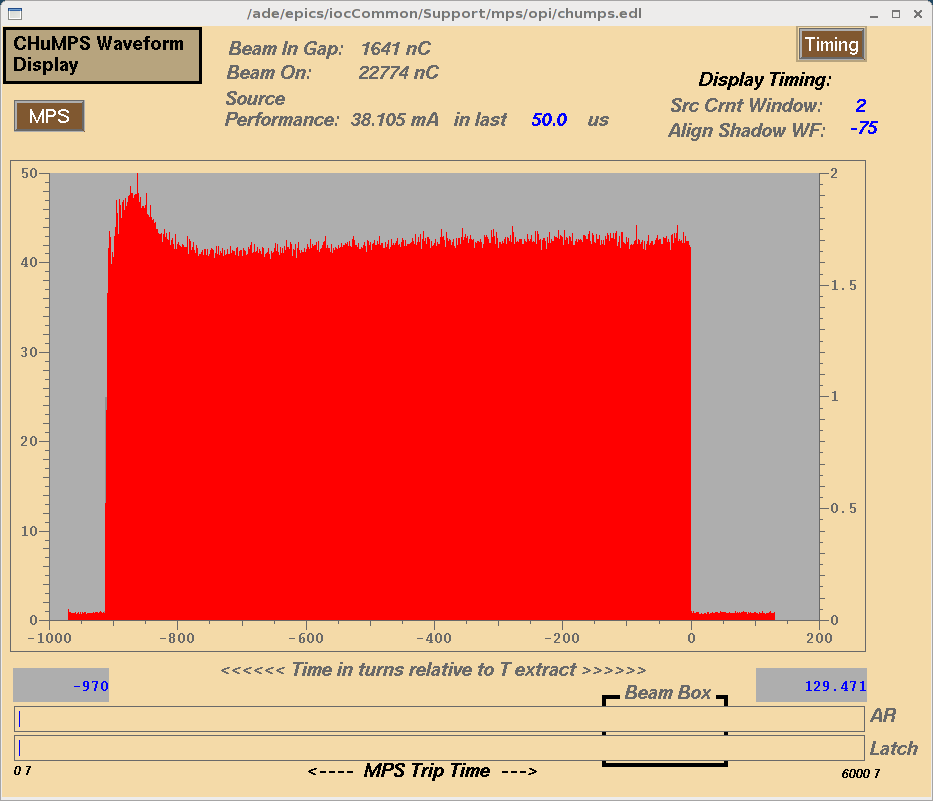 /ade/epics/iocCommon/Support/mps/opi/chumps.edl
CHuMPS Waveform
Display
MPS
Beam In Gap: 1641 nC
Beam On: 22774 nC
Source
Performance: 38.105 mA in last 50.0 us
Timing
Display Timing:
Src Crnt Window: 2
Align Shadow WF: -75
50
40
30
20
10
0
2
1.5
1
0.5
0
-1000 -800 -600 -400 -200 0 200
<<<<<< Time in turns relative to T extract >>>>>>
-970
129.471
Beam Box
AR
Latch
0 7
<---- MPS Trip Time --->
6000 7